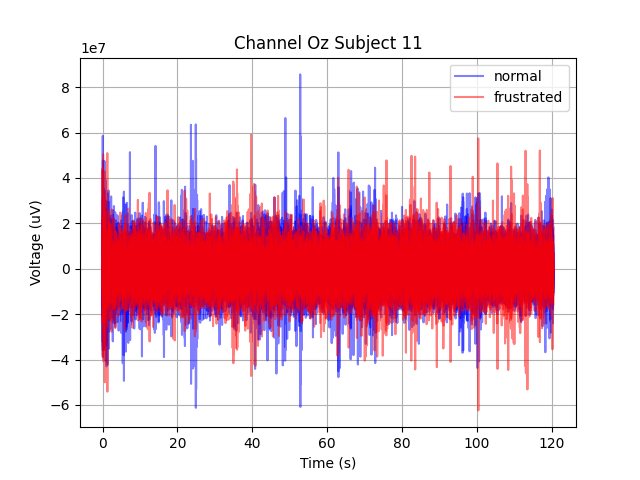 Channel Oz Subject 11
1e7
normal
frustrated
8
6
4
2
0
−2
−4
−6
Voltage (uV)
0 20 40 60 80 100 120
Time (s)